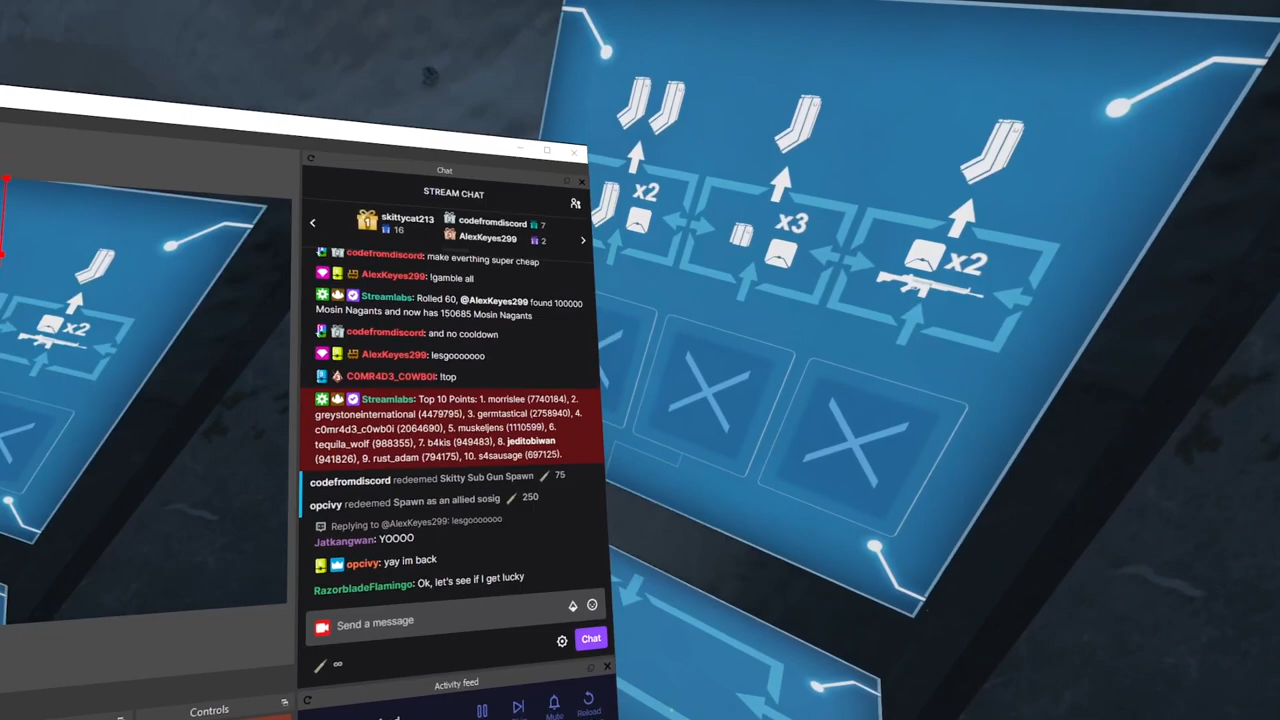 Chat
STREAM CHAT
1 skittycat213
16
codefromdiscord 7
AlexKeyes299 2
codefromdiscord: make everthing super cheap
AlexKeyes299: !gamble all
Streamlabs: Rolled 60, @AlexKeyes299 found 100000
Mosin Nagants and now has 150685 Mosin Nagants
codefromdiscord: and no cooldown
AlexKeyes299: lesgooooooo
C0MR4D3_C0WB0I: !top
Streamlabs: Top 10 Points: 1. morrislee (7740184), 2.
greystoneinternational (4479795), 3. germtastical (2758940), 4.
c0mr4d3_c0wb0i (2064690), 5. muskeljens (1110599), 6.
tequila_wolf (988355), 7. b4kis (949483), 8. jeditobiwan
(941826), 9. rust_adam (794175), 10. s4sausage (697125).
codefromdiscord redeemed Skitty Sub Gun Spawn 75
opcivy redeemed Spawn as an allied sosig 250
Replying to @AlexKeyes299: lesgooooooo
Jatkangwan: YOOOO
opcivy: yay im back
RazorbladeFlamingo: Ok, let's see if I get lucky
Send a message
Chat
∞
Activity feed
Mute
Reload
Controls
x2
x2
x3
x2